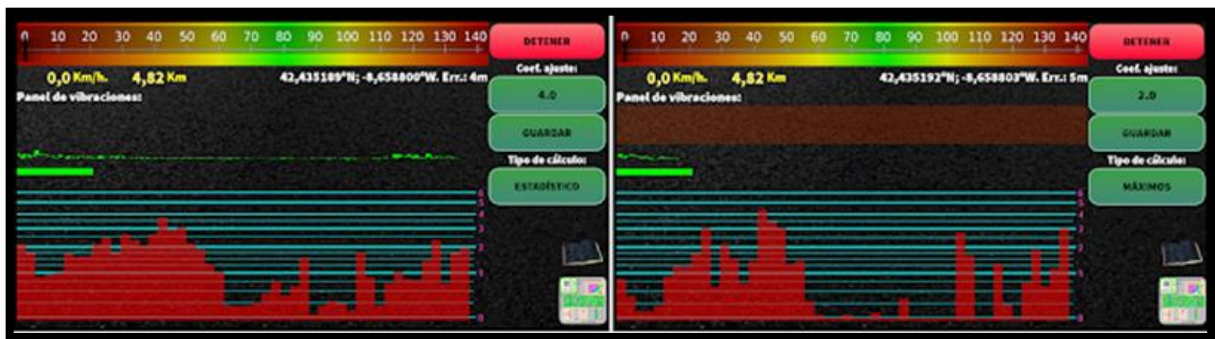 0 10 20 30 40 50 60 70 80 90 100 110 120 130 140
DETENER
Coef. ajuste:
0,0 Km/h. 4,82 Km 42,435189ºN; -8,658800ºW. Err.: 4m
4.0
Panel de vibraciones:
GUARDAR
Tipo de cálculo:
ESTADÍSTICO
6
5
4
3
2
1
0
0 10 20 30 40 50 60 70 80 90 100 110 120 130 140
DETENER
Coef. ajuste:
0,0 Km/h. 4,82 Km 42,435192ºN; -8,658803ºW. Err.: 5m
2.0
Panel de vibraciones:
GUARDAR
Tipo de cálculo:
MÁXIMOS
6
5
4
3
2
1
0